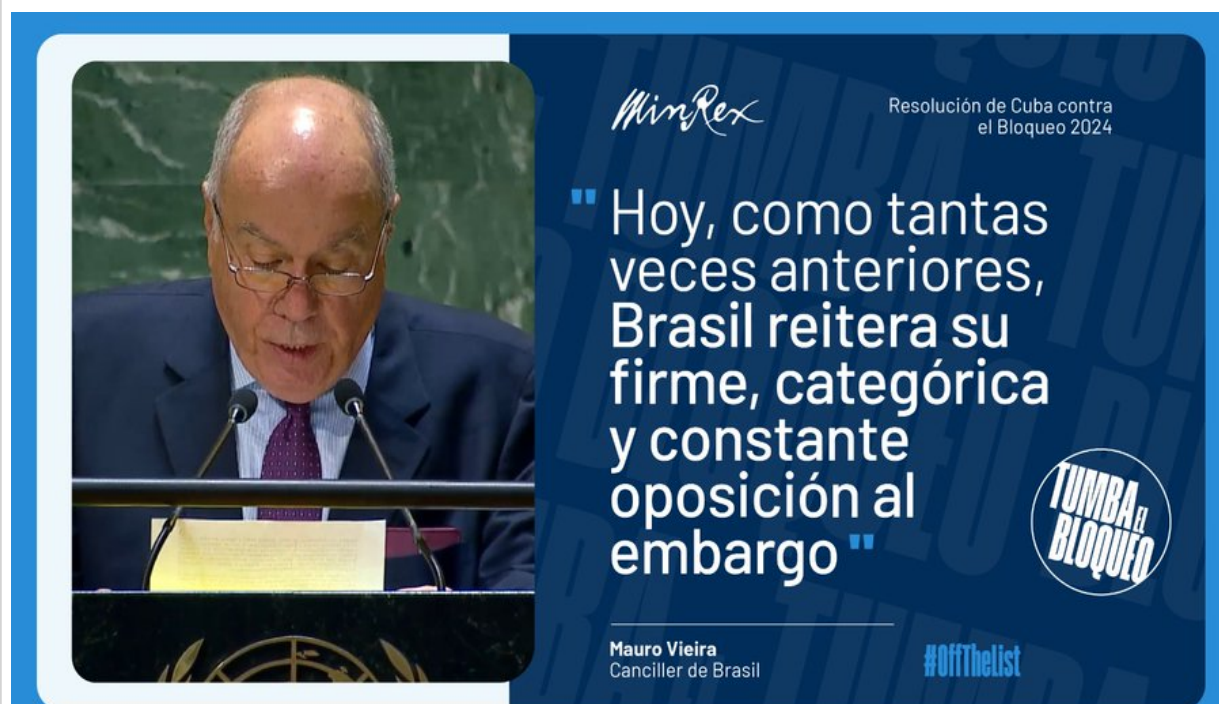 MinRex
Resolución de Cuba contra
el Bloqueo 2024
" Hoy, como tantas
veces anteriores,
Brasil reitera su
firme, categórica
y constante
oposición al
embargo "
TUMBA EL
BLOQUEO
Mauro Vieira
Canciller de Brasil
#OffTheList